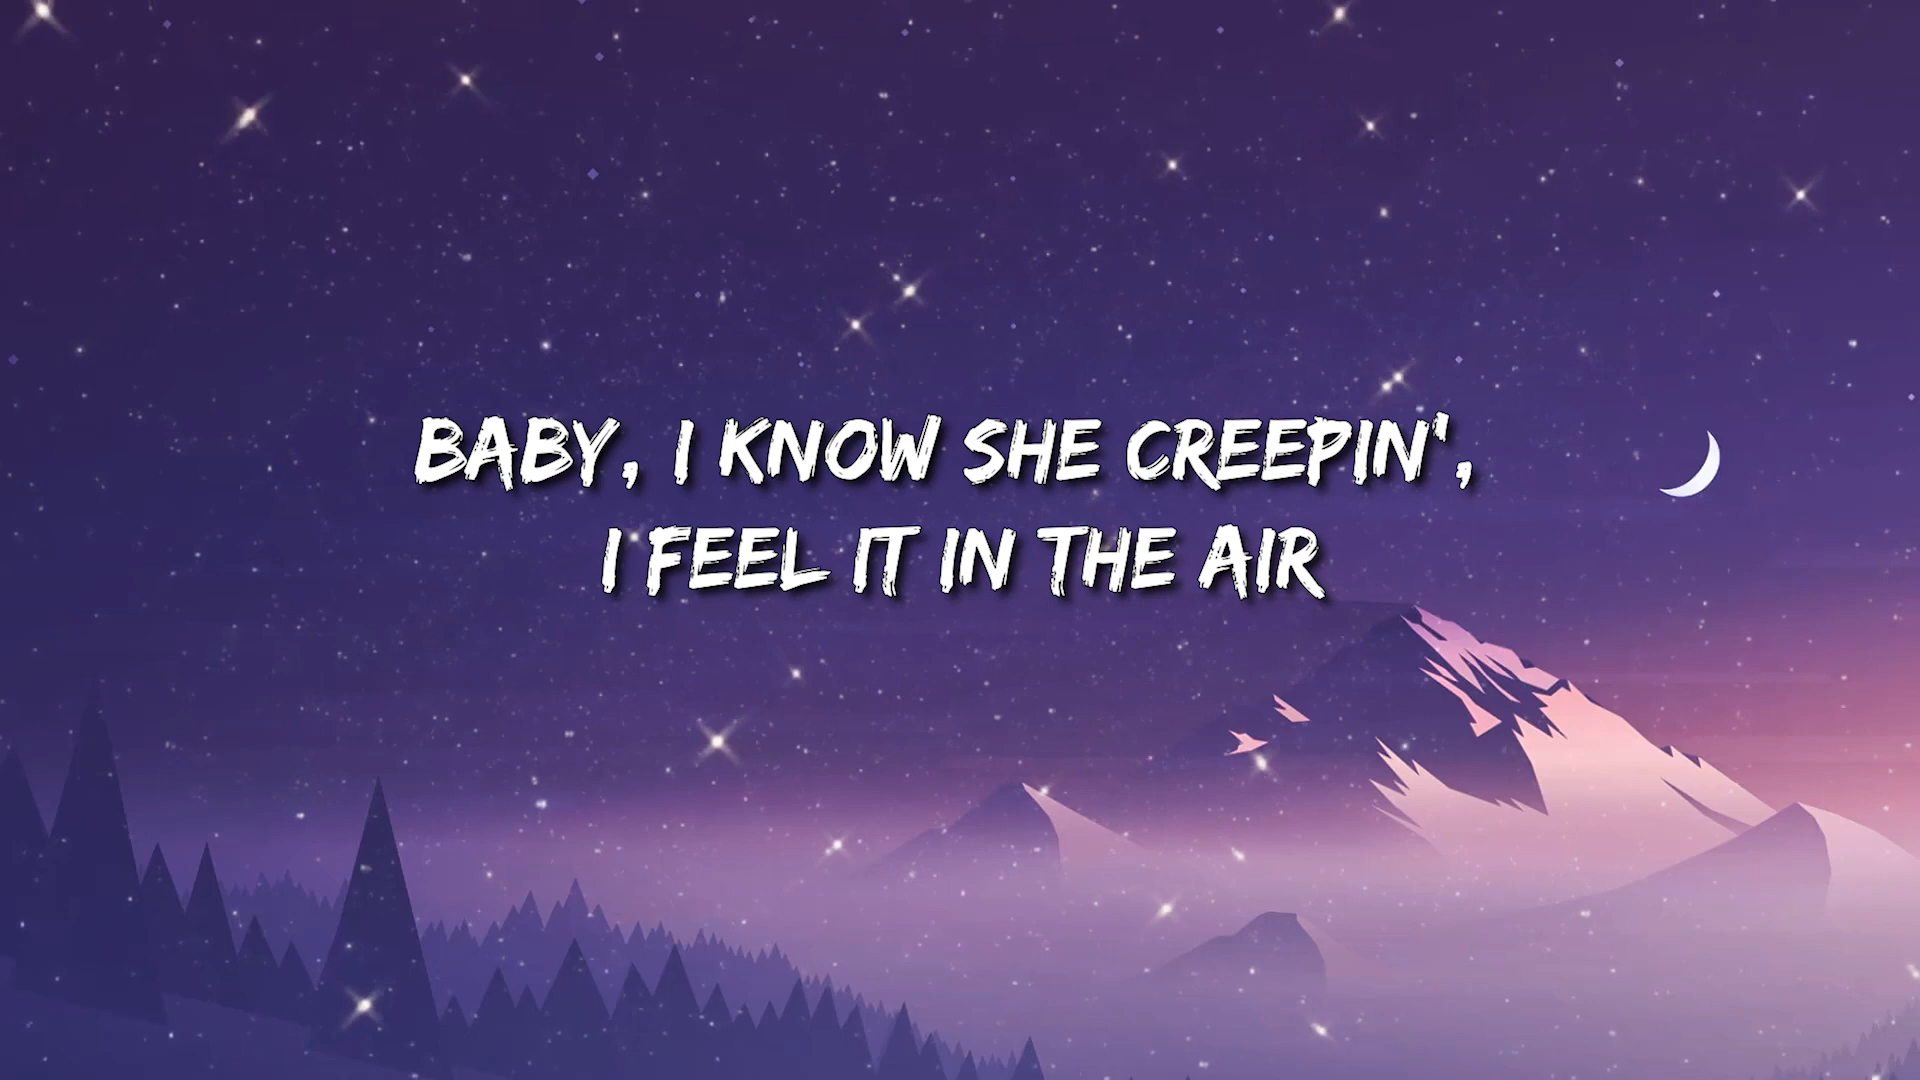 BABY, I KNOW SHE CREEPIN',
I FEEL IT IN THE AIR